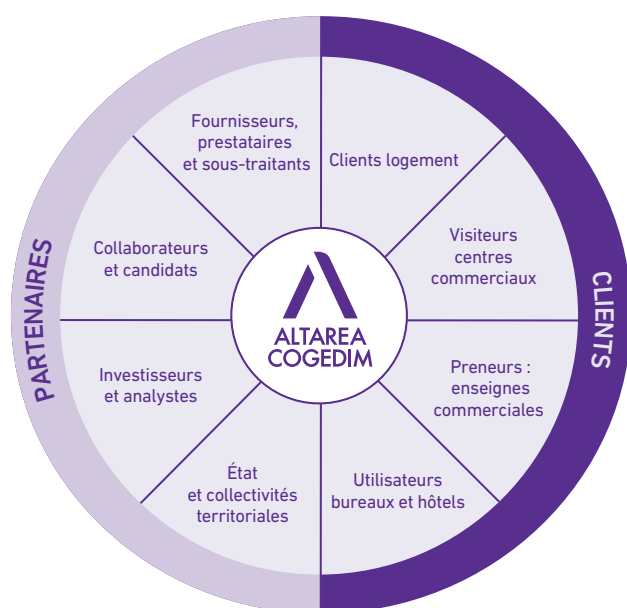 Fournisseurs,
prestataires
et sous-traitants
Clients logement
Visiteurs
centres
commerciaux
Preneurs :
enseignes
commerciales
Utilisateurs
bureaux et hôtels
État
et collectivités
territoriales
Investisseurs
et analystes
Collaborateurs
et candidats
PARTENAIRES
CLIENTS
ALTAREA
COGEDIM